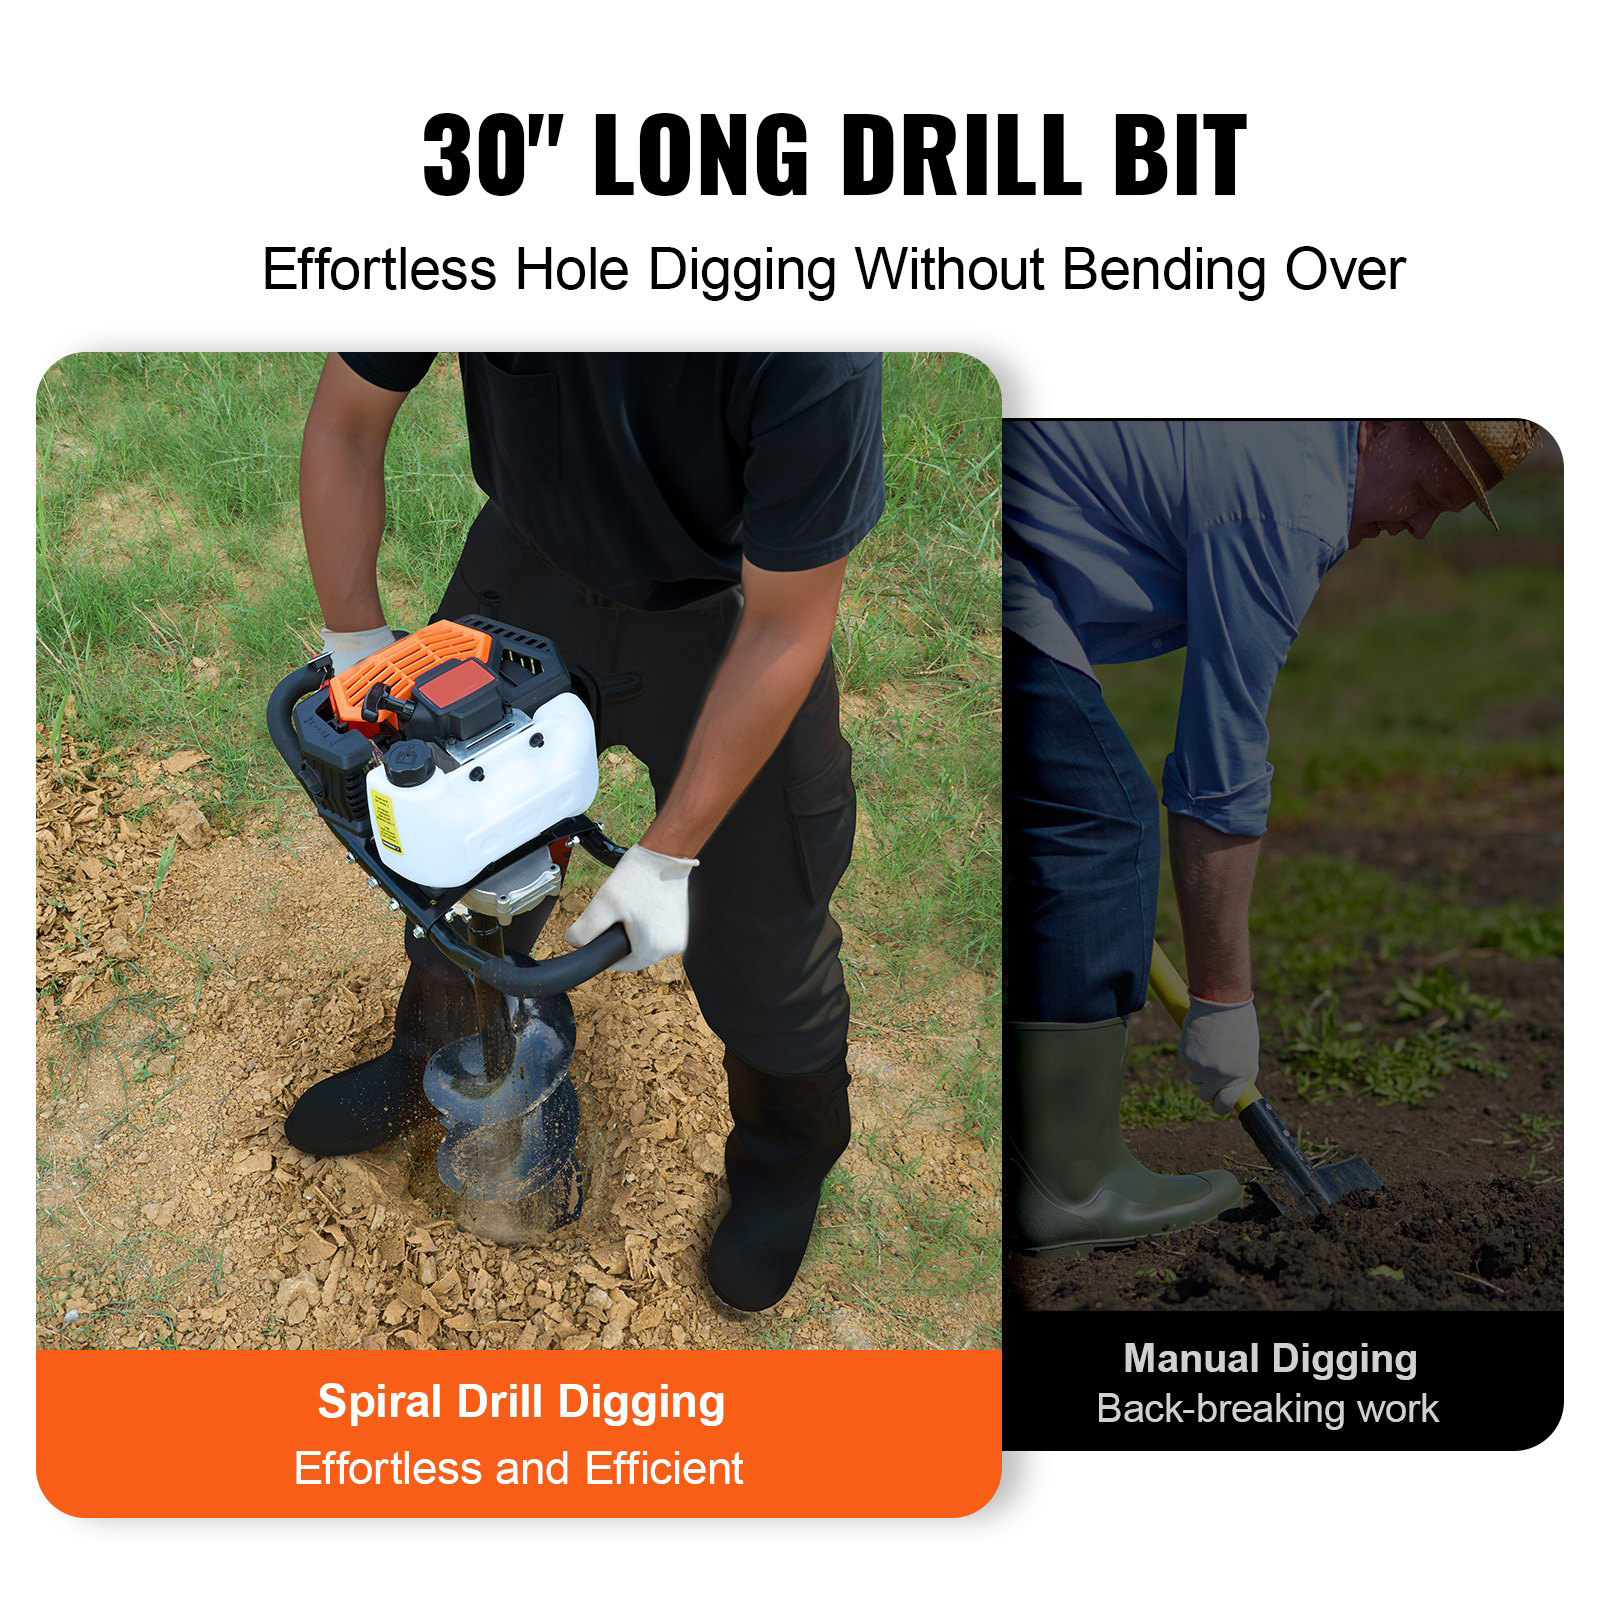 30" LONG DRILL BIT
Effortless Hole Digging Without Bending Over
Spiral Drill Digging
Effortless and Efficient
Manual Digging
Back-breaking work